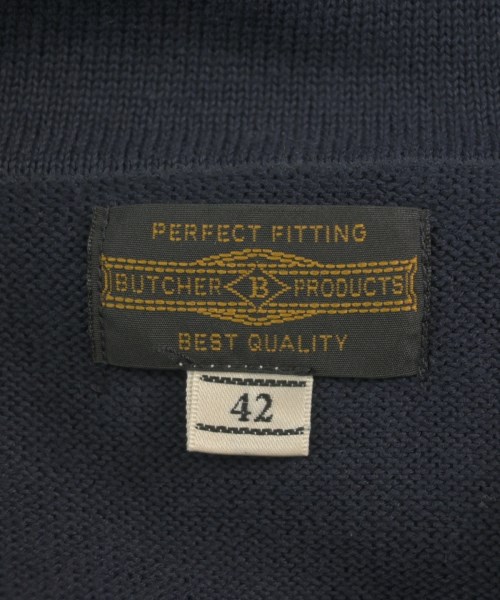 PERFECT FITTING
BUTCHER B PRODUCTS
BEST QUALITY
42